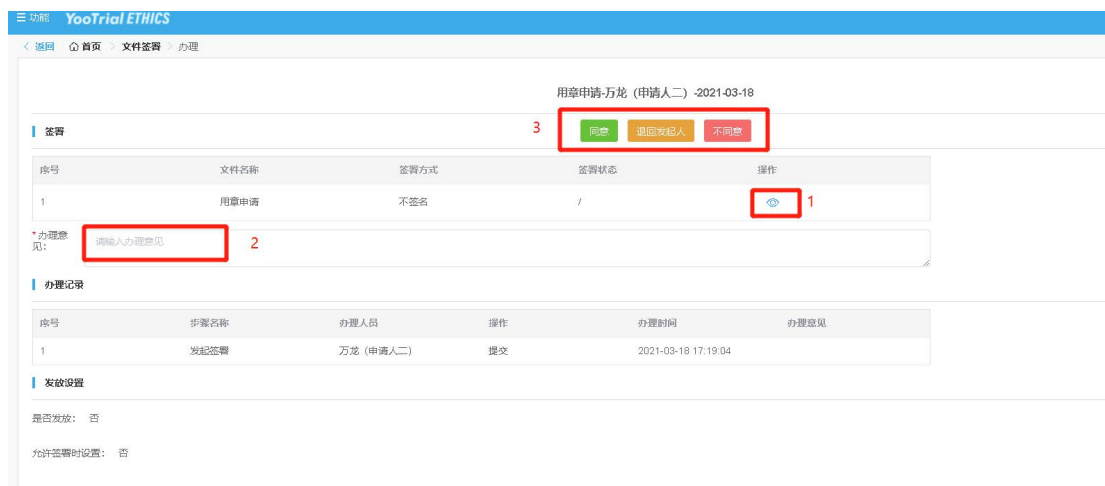 功能 YooTrial ETHICS
返回 首页 文件签署 办理
用章申请-万龙（申请人二）-2021-03-18
签署
3 同意 退回发起人 不同意
序号 文件名称 签署方式 签署状态 操作
1 用章申请 不签名 / 1
*办理意见： 请输入办理意见 2
办理记录
序号 步骤名称 办理人员 操作 办理时间 办理意见
1 发起签署 万龙（申请人二） 提交 2021-03-18 17:19:04
发放设置
是否发放： 否
允许签署时设置： 否